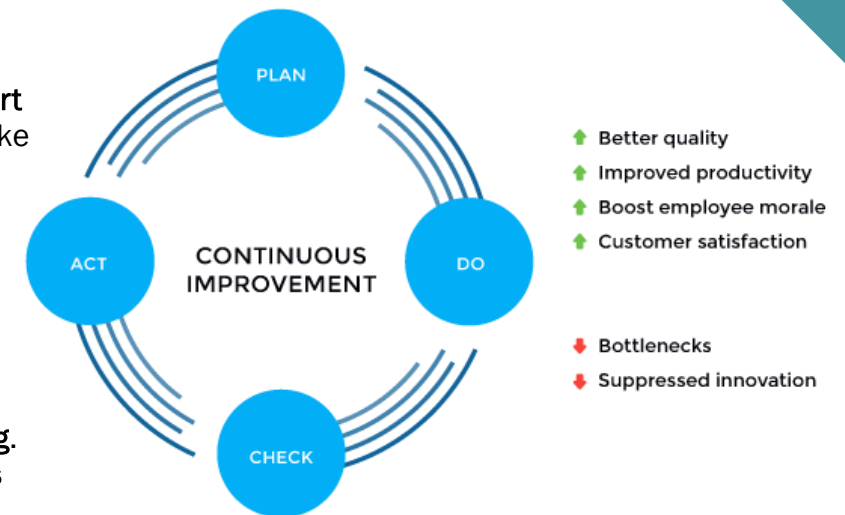 PLAN
ACT
CONTINUOUS
IMPROVEMENT
DO
CHECK
Better quality
Improved productivity
Boost employee morale
Customer satisfaction
Bottlenecks
Suppressed innovation